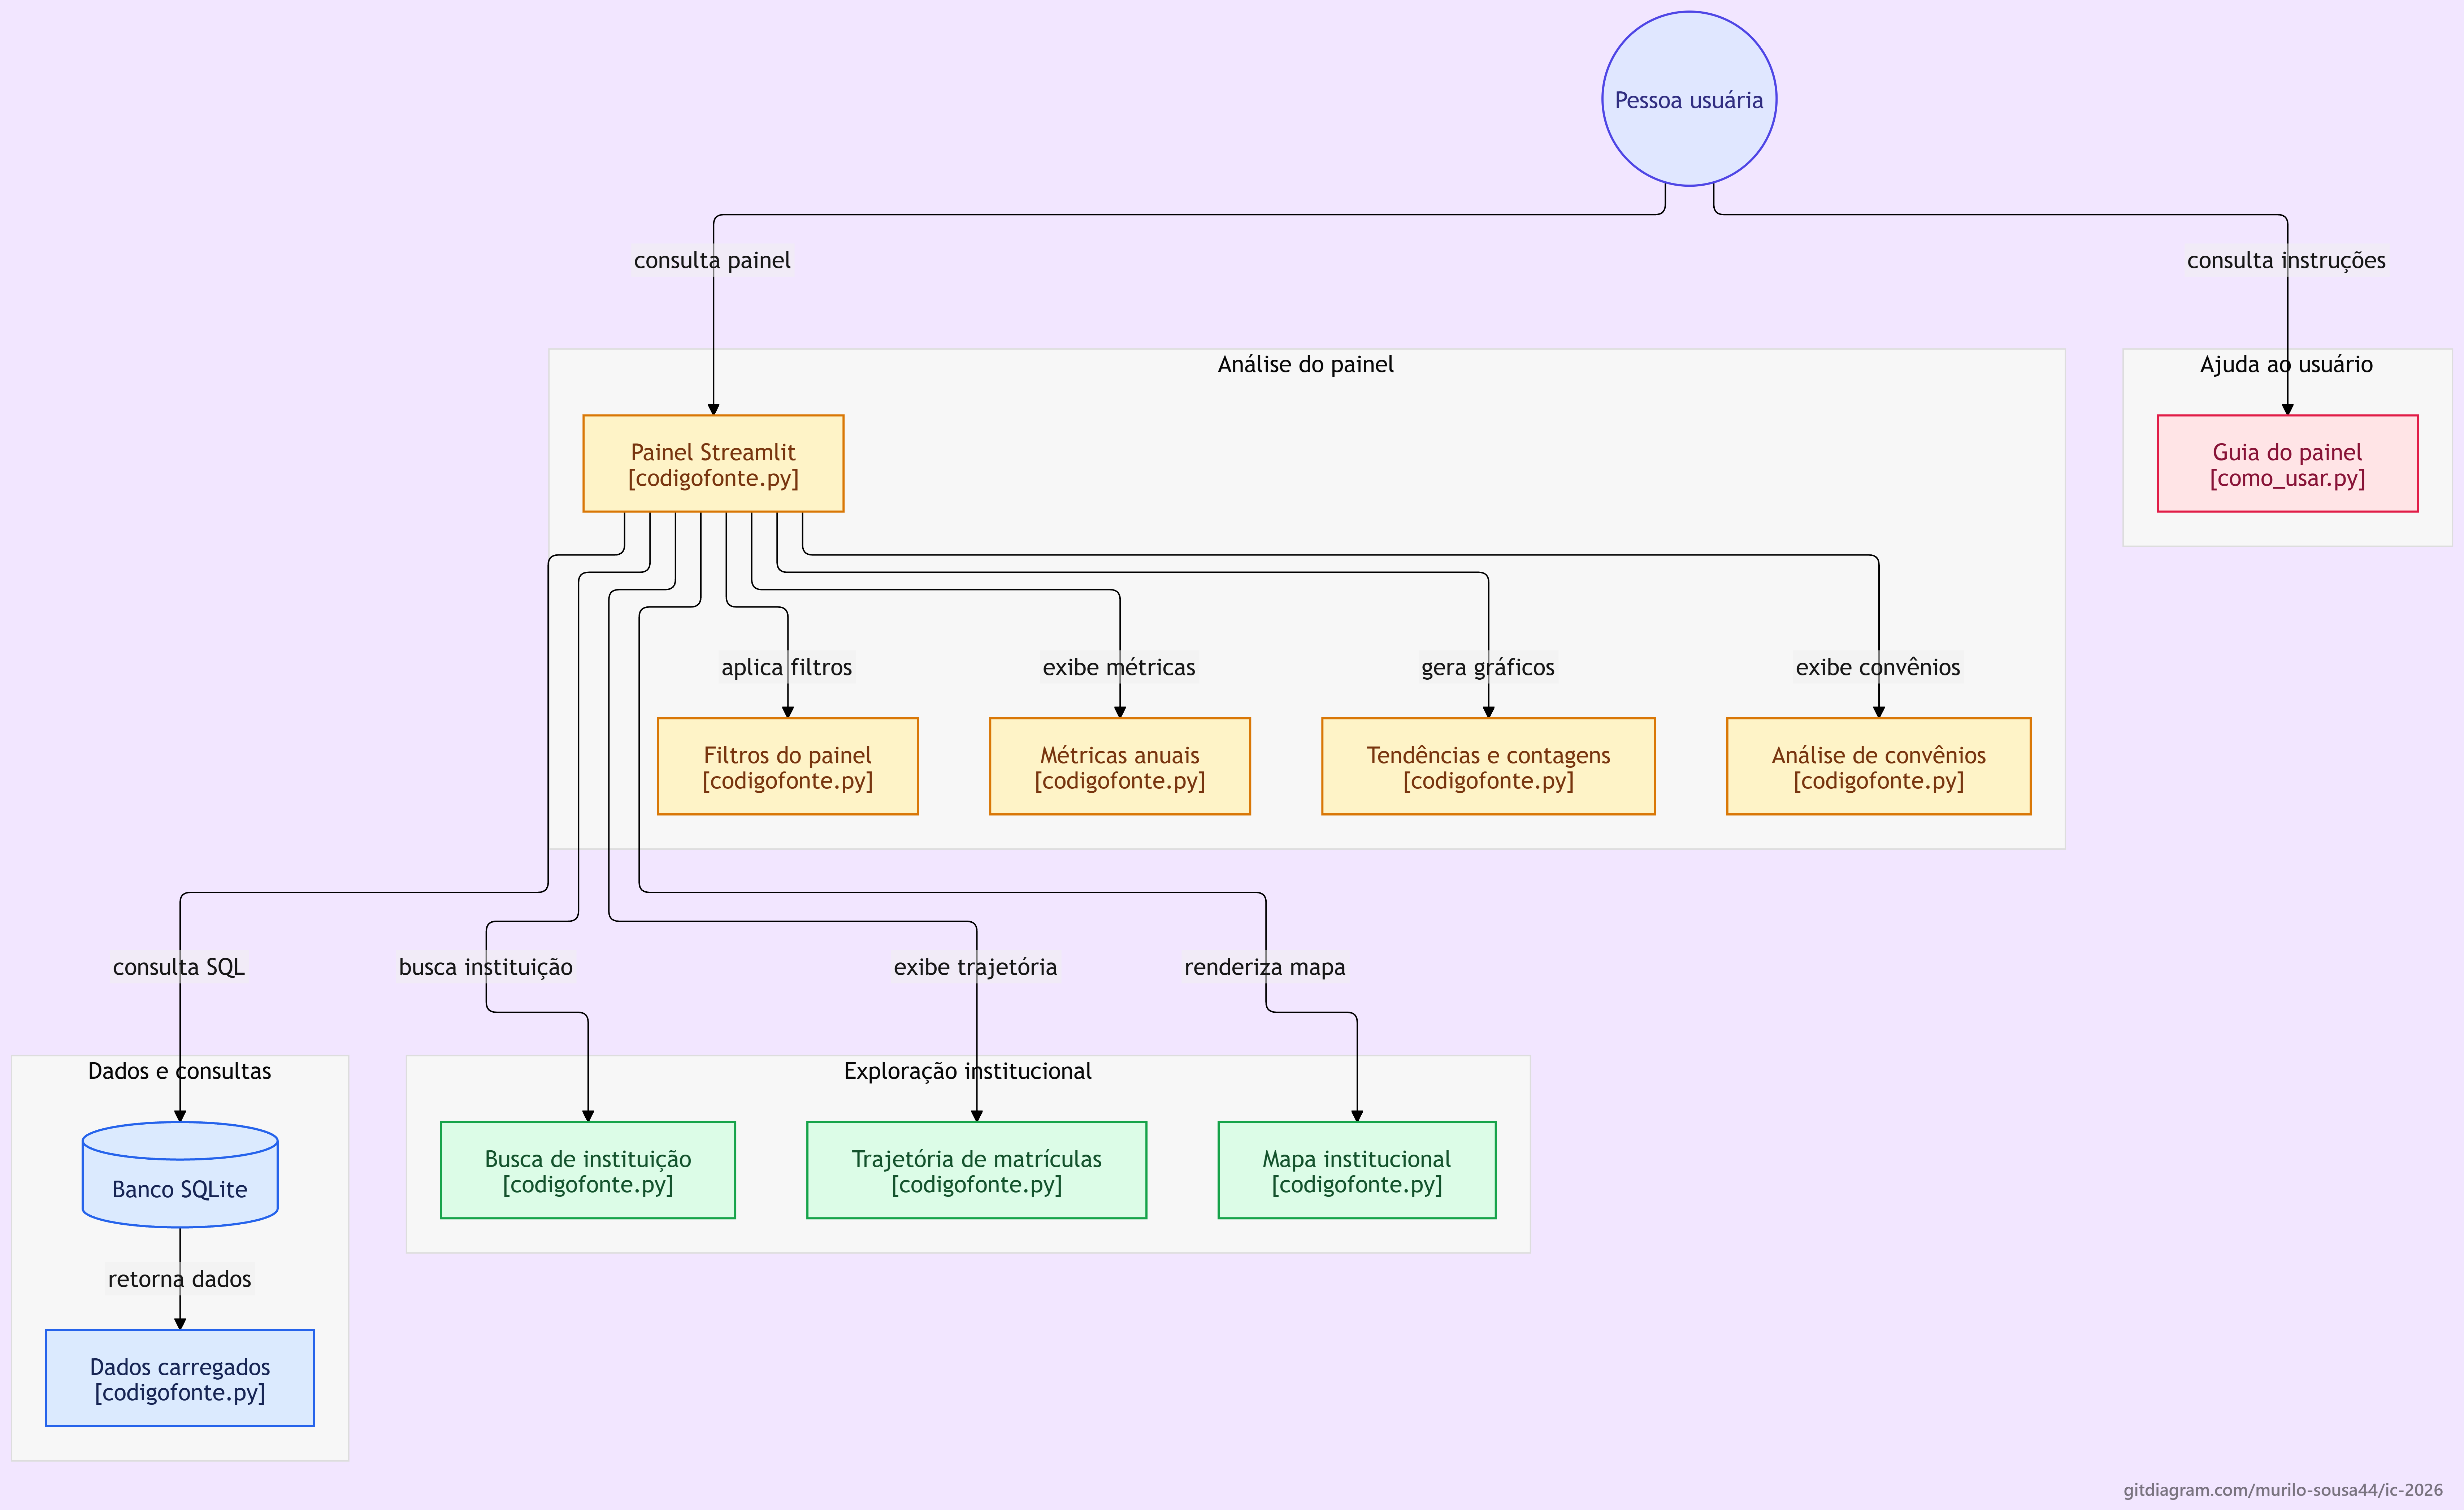 Pessoa usuária
consulta painel
consulta instruções
Análise do painel
Ajuda ao usuário
Painel Streamlit
[codigofonte.py]
Guia do painel
[como_usar.py]
aplica filtros
exibe métricas
gera gráficos
exibe convênios
Filtros do painel
[codigofonte.py]
Métricas anuais
[codigofonte.py]
Tendências e contagens
[codigofonte.py]
Análise de convênios
[codigofonte.py]
consulta SQL
busca instituição
exibe trajetória
renderiza mapa
Dados e consultas
Exploração institucional
Banco SQLite
Busca de instituição
[codigofonte.py]
Trajetória de matrículas
[codigofonte.py]
Mapa institucional
[codigofonte.py]
retorna dados
Dados carregados
[codigofonte.py]
gitdiagram.com/murilo-sousa44/ic-2026